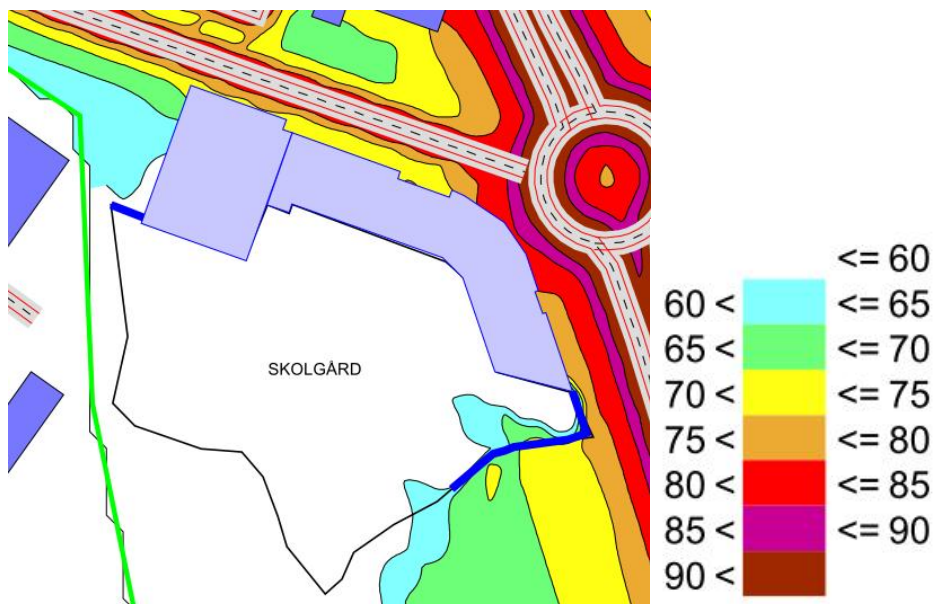 SKOLGÅRD
<= 60
60 < <= 65
65 < <= 70
70 < <= 75
75 < <= 80
80 < <= 85
85 < <= 90
90 <